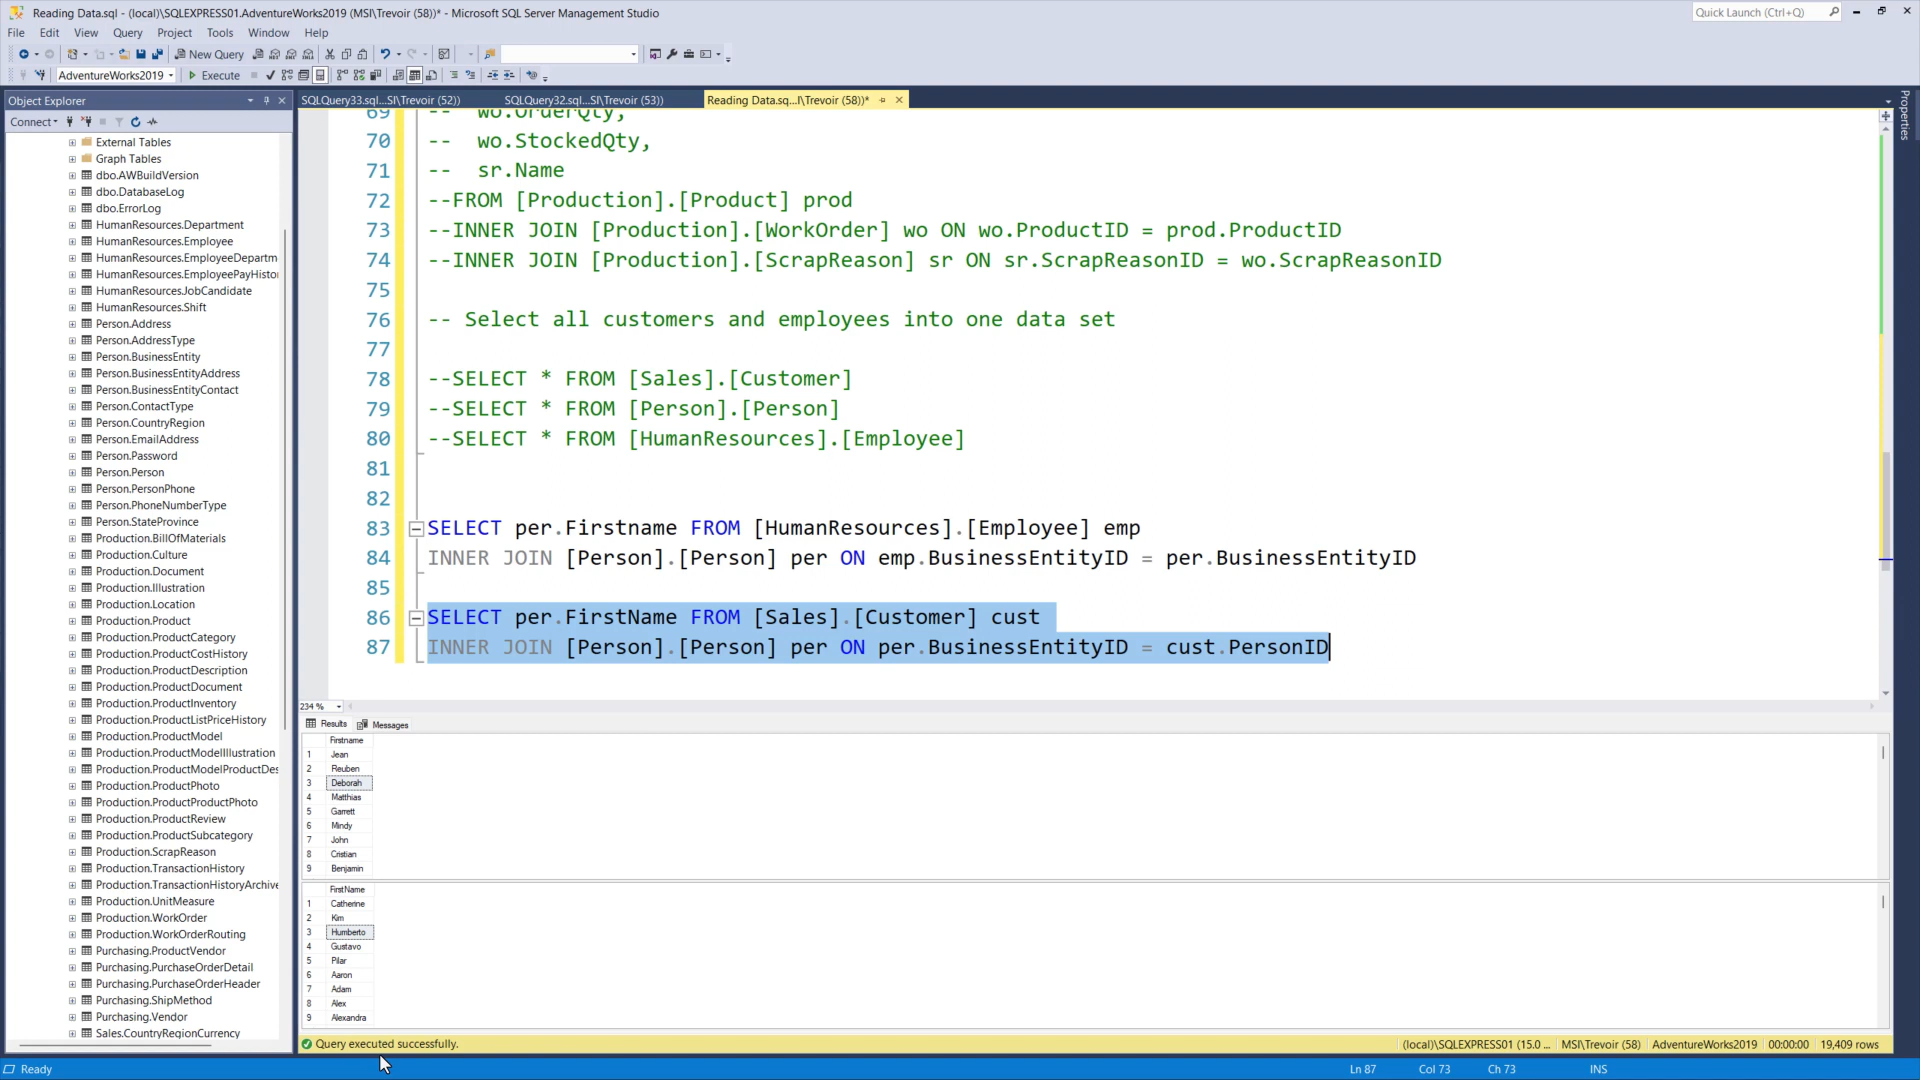 Reading Data.sql - (local)\SQLEXPRESS01.AdventureWorks2019 (MSI\Trevoir (58))* - Microsoft SQL Server Management Studio
Quick Launch (Ctrl+Q)
File Edit View Query Project Tools Window Help
New Query
AdventureWorks2019 Execute
Object Explorer
SQLQuery33.sql...SI\Trevoir (52))
SQLQuery32.sql...SI\Trevoir (53))
Reading Data.sq...I\Trevoir (58))*
Properties
Connect
External Tables
Graph Tables
dbo.AWBuildVersion
dbo.DatabaseLog
dbo.ErrorLog
HumanResources.Department
HumanResources.Employee
HumanResources.EmployeeDepartm
HumanResources.EmployeePayHisto
HumanResources.JobCandidate
HumanResources.Shift
Person.Address
Person.AddressType
Person.BusinessEntity
Person.BusinessEntityAddress
Person.BusinessEntityContact
Person.ContactType
Person.CountryRegion
Person.EmailAddress
Person.Password
Person.Person
Person.PersonPhone
Person.PhoneNumberType
Person.StateProvince
Production.BillOfMaterials
Production.Culture
Production.Document
Production.Illustration
Production.Location
Production.Product
Production.ProductCategory
Production.ProductCostHistory
Production.ProductDescription
Production.ProductDocument
Production.ProductInventory
Production.ProductListPriceHistory
Production.ProductModel
Production.ProductModelIllustration
Production.ProductModelProductDes
Production.ProductPhoto
Production.ProductProductPhoto
Production.ProductReview
Production.ProductSubcategory
Production.ScrapReason
Production.TransactionHistory
Production.TransactionHistoryArchive
Production.UnitMeasure
Production.WorkOrder
Production.WorkOrderRouting
Purchasing.ProductVendor
Purchasing.PurchaseOrderDetail
Purchasing.PurchaseOrderHeader
Purchasing.ShipMethod
Purchasing.Vendor
Sales.CountryRegionCurrency
69 -- wo.OrderQty,
70 -- wo.StockedQty,
71 -- sr.Name
72 --FROM [Production].[Product] prod
73 --INNER JOIN [Production].[WorkOrder] wo ON wo.ProductID = prod.ProductID
74 --INNER JOIN [Production].[ScrapReason] sr ON sr.ScrapReasonID = wo.ScrapReasonID
75
76 -- Select all customers and employees into one data set
77
78 --SELECT * FROM [Sales].[Customer]
79 --SELECT * FROM [Person].[Person]
80 --SELECT * FROM [HumanResources].[Employee]
81
82
83 SELECT per.Firstname FROM [HumanResources].[Employee] emp
84 INNER JOIN [Person].[Person] per ON emp.BusinessEntityID = per.BusinessEntityID
85
86 SELECT per.FirstName FROM [Sales].[Customer] cust
87 INNER JOIN [Person].[Person] per ON per.BusinessEntityID = cust.PersonID
234 %
Results Messages
Firstname
1 Jean
2 Reuben
3 Deborah
4 Matthias
5 Garrett
6 Mindy
7 John
8 Cristian
9 Benjamin
FirstName
1 Catherine
2 Kim
3 Humberto
4 Gustavo
5 Pilar
6 Aaron
7 Adam
8 Alex
9 Alexandra
Query executed successfully.
(local)\SQLEXPRESS01 (15.0 ... MSI\Trevoir (58) AdventureWorks2019 00:00:00 19,409 rows
Ready
Ln 87 Col 73 Ch 73 INS